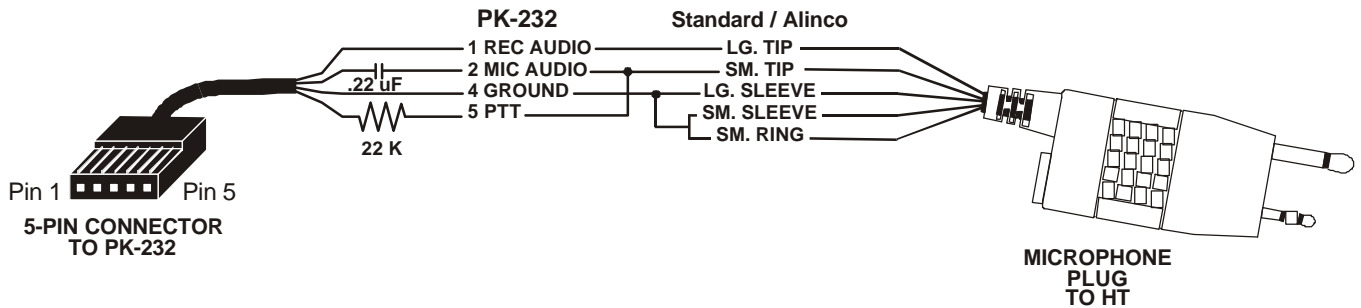 PK-232 Standard / Alinco
1 REC AUDIO LG. TIP
2 MIC AUDIO SM. TIP
.22 uF
4 GROUND LG. SLEEVE
5 PTT SM. SLEEVE
22 K SM. RING
Pin 1 Pin 5
5-PIN CONNECTOR
TO PK-232
MICROPHONE
PLUG
TO HT